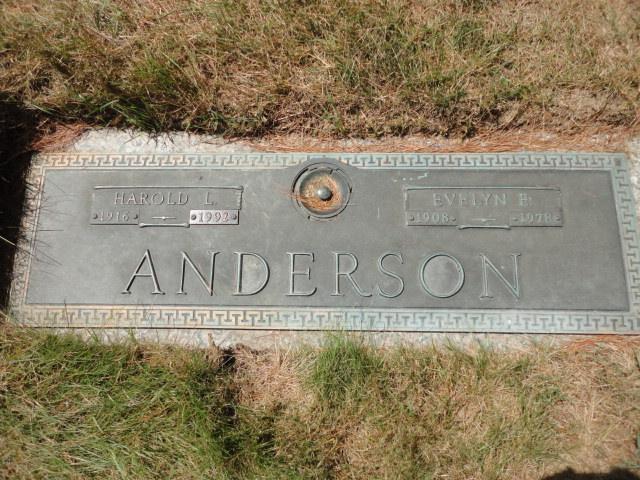 HAROLD L.
1916 1992
EVELYN E.
1908 1978
ANDERSON